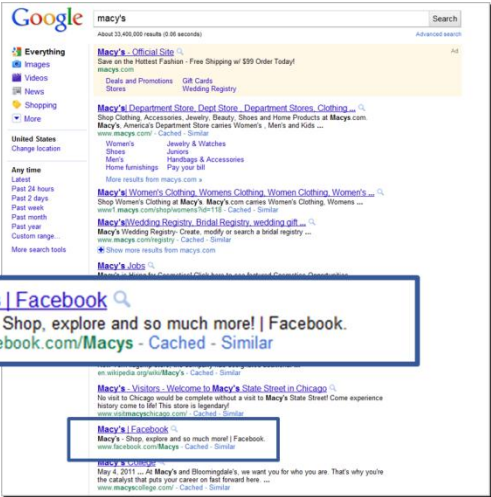 Google
macy's
Search
About 33,400,000 results (0.06 seconds)
Advanced search
Everything
Images
Videos
News
Shopping
More
United States
Change location
Any time
Latest
Past 24 hours
Past 2 days
Past week
Past month
Past year
Custom range...
More search tools
Macy's - Official Site
Ad
Save on the Hottest Fashion - Free Shipping w/ $99 Order Today!
macys.com
Deals and Promotions Gift Cards
Stores Wedding Registry
Macy's| Department Store, Dept Store , Department Stores, Clothing ...
Shop Clothing, Accessories, Jewelry, Beauty, Shoes and Home Products at Macys.com.
Macy's, America's Department Store carries Women's , Men's and Kids ...
www.macys.com/ - Cached - Similar
Women's Jewelry & Watches
Shoes Juniors
Men's Handbags & Accessories
Home furnishings Pay your bill
More results from macys.com »
Macy's| Women's Clothing, Womens Clothing, Women Clothing, Women's ...
Shop Women's Clothing at Macy's. Macy's.com carries Women's Clothing, Womens ...
www1.macys.com/shop/womens?id=118 - Cached - Similar
Macy's|Wedding Registry, Bridal Registry, wedding gift ...
Macy's Wedding Registry- Create, modify or search a bridal registry ...
www.macys.com/registry - Cached - Similar
Show more results from macys.com
Macy's Jobs
s | Facebook
Shop, explore and so much more! | Facebook.
ebook.com/Macys - Cached - Similar
en.wikipedia.org/wiki/Macy's - Cached - Similar
Macy's - Visitors - Welcome to Macy's State Street in Chicago
No visit to Chicago would be complete without a visit to Macy's State Street! Come experience
history come to life! This store is legendary!
www.visitmacyschicago.com/ - Cached - Similar
Macy's | Facebook
Macy's - Shop, explore and so much more! | Facebook.
www.facebook.com/Macys - Cached - Similar
Macy's College
May 4, 2011 ... At Macy's and Bloomingdale's, we want you for who you are. That's why you're
the catalyst that puts your career on fast forward here. ...
www.macyscollege.com/ - Cached - Similar